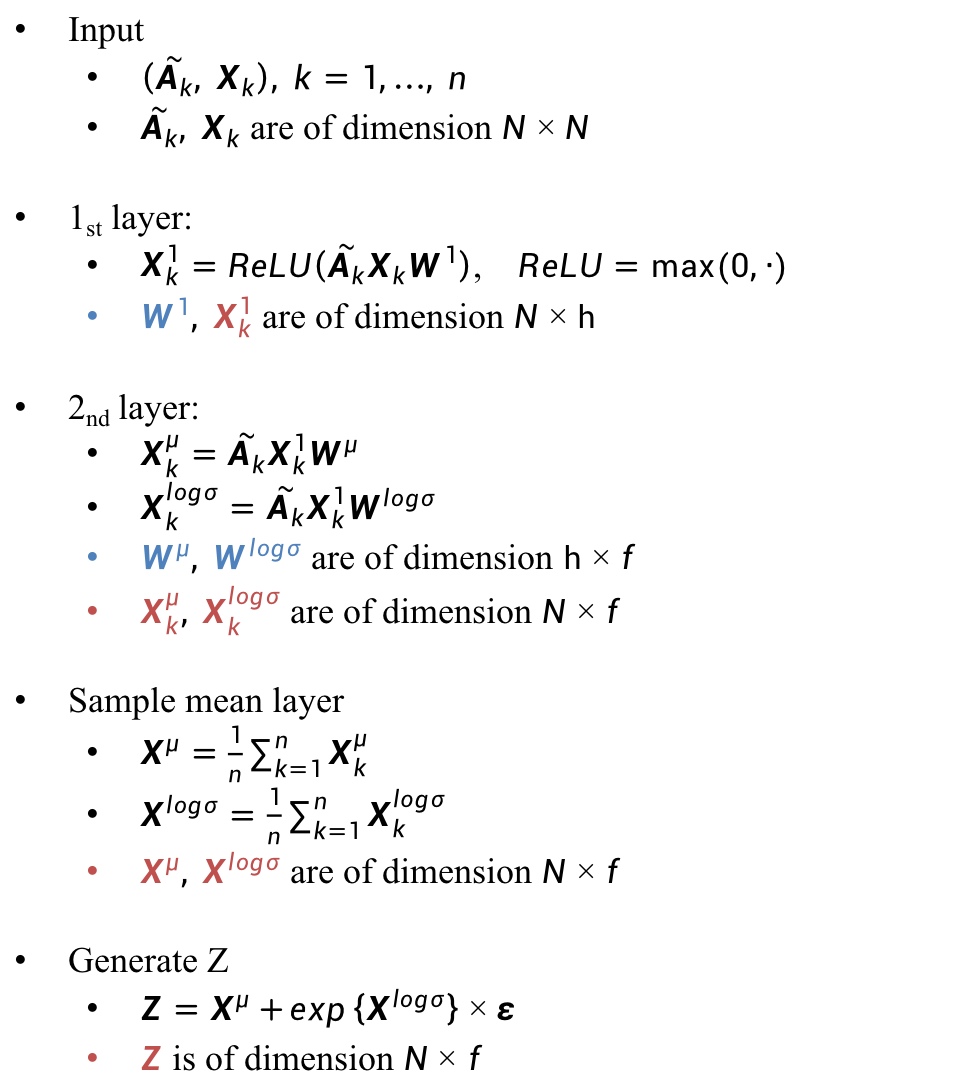 • Input
• (Ã_k, X_k), k = 1,…, n
• Ã_k, X_k are of dimension N × N
• 1st layer:
• X_k^1 = ReLU(Ã_k X_k W^1), ReLU = max(0, ·)
• W^1, X_k^1 are of dimension N × h
• 2nd layer:
• X_k^μ = Ã_k X_k^1 W^μ
• X_k^{logσ} = Ã_k X_k^1 W^{logσ}
• W^μ, W^{logσ} are of dimension h × f
• X_k^μ, X_k^{logσ} are of dimension N × f
• Sample mean layer
• X^μ = 1/n ∑_{k=1}^n X_k^μ
• X^{logσ} = 1/n ∑_{k=1}^n X_k^{logσ}
• X^μ, X^{logσ} are of dimension N × f
• Generate Z
• Z = X^μ + exp {X^{logσ}} × ε
• Z is of dimension N × f